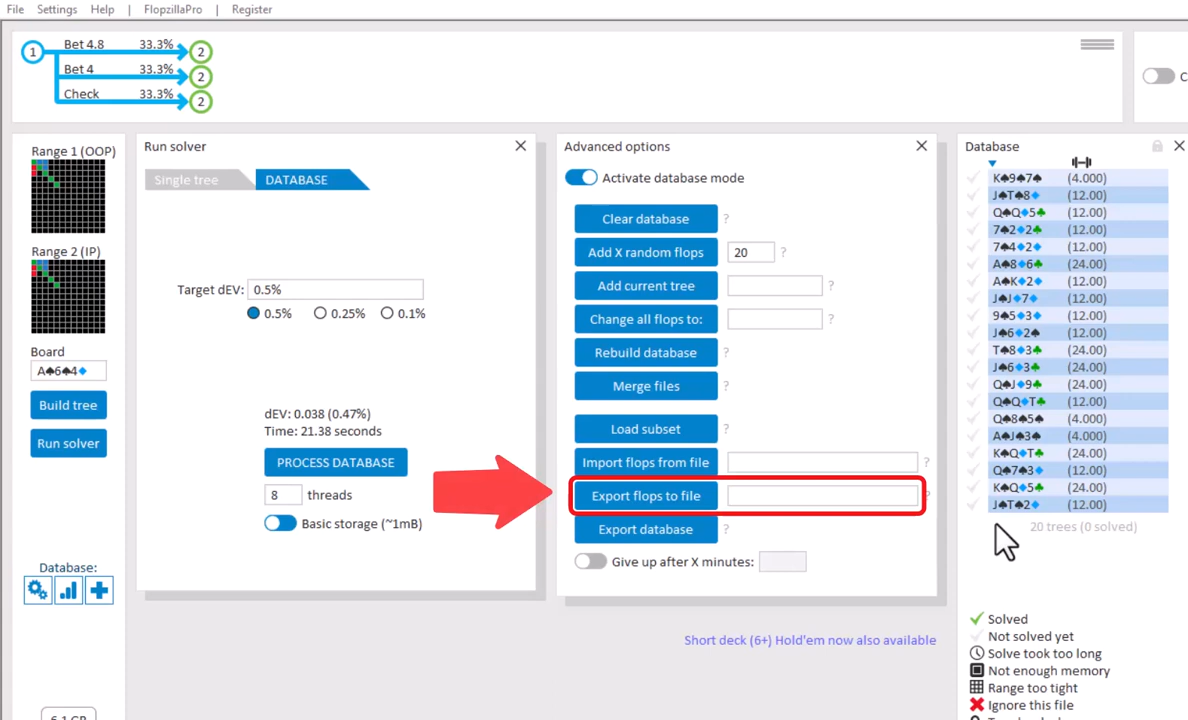 File Settings Help | FlopzillaPro | Register
1 Bet 4.8 33.3% 2
Bet 4 33.3% 2
Check 33.3% 2
C
Range 1 (OOP)
Range 2 (IP)
Board
A♠6♠4♦
Build tree
Run solver
Database:
Run solver
Single tree DATABASE
Target dEV: 0.5%
0.5% 0.25% 0.1%
dEV: 0.038 (0.47%)
Time: 21.38 seconds
PROCESS DATABASE
8 threads
Basic storage (~1mB)
Advanced options
Activate database mode
Clear database ?
Add X random flops 20 ?
Add current tree ?
Change all flops to: ?
Rebuild database ?
Merge files ?
Load subset ?
Import flops from file ?
Export flops to file ?
Export database ?
Give up after X minutes:
Short deck (6+) Hold'em now also available
Database
K♠9♠7♠ (4.000)
J♠T♠8♦ (12.00)
Q♠Q♦5♣ (12.00)
7♠2♦2♣ (12.00)
7♠4♠2♦ (12.00)
A♠8♦6♣ (24.00)
A♠K♠2♦ (12.00)
J♠J♦7♦ (12.00)
9♠5♦3♦ (12.00)
J♠6♦2♠ (12.00)
T♠8♦3♣ (24.00)
J♠6♦3♣ (24.00)
Q♠J♦9♣ (24.00)
Q♠Q♦T♣ (12.00)
Q♠8♠5♠ (4.000)
A♠J♠3♠ (4.000)
K♠Q♦T♣ (24.00)
Q♠7♠3♦ (12.00)
K♠Q♦5♣ (24.00)
J♠T♠2♦ (12.00)
20 trees (0 solved)
Solved
Not solved yet
Solve took too long
Not enough memory
Range too tight
Ignore this file